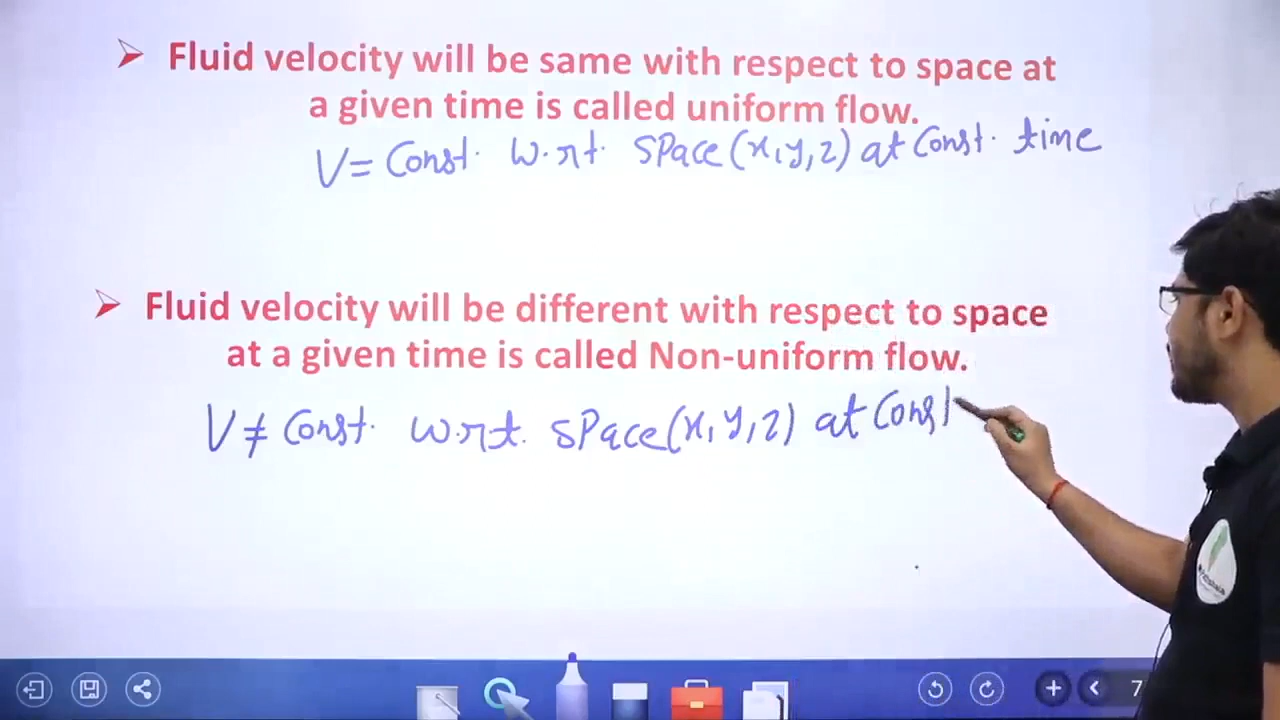 Fluid velocity will be same with respect to space at
a given time is called uniform flow.
V = Const. w.r.t. space (x,y,z) at Const. time
Fluid velocity will be different with respect to space
at a given time is called Non-uniform flow.
V ≠ Const. w.r.t. space (x, y, z) at Const
7